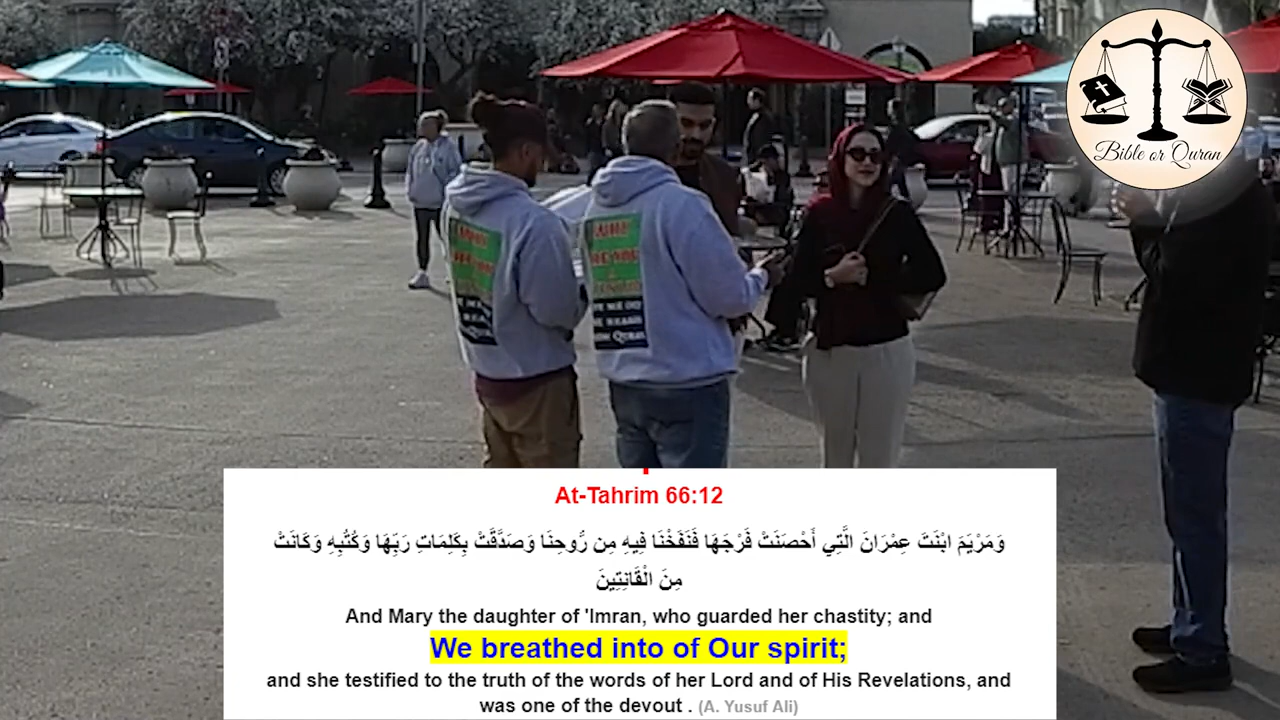 Bible or Quran
At-Tahrim 66:12
وَمَرْيَمَ ابْنَتَ عِمْرَانَ الَّتِي أَحْصَنَتْ فَرْجَهَا فَنَفَخْنَا فِيهِ مِن رُّوحِنَا وَصَدَّقَتْ بِكَلِمَاتِ رَبِّهَا وَكُتُبِهِ وَكَانَتْ
مِنَ الْقَانِتِينَ
And Mary the daughter of 'Imran, who guarded her chastity; and
We breathed into of Our spirit;
and she testified to the truth of the words of her Lord and of His Revelations, and
was one of the devout . (A. Yusuf Ali)